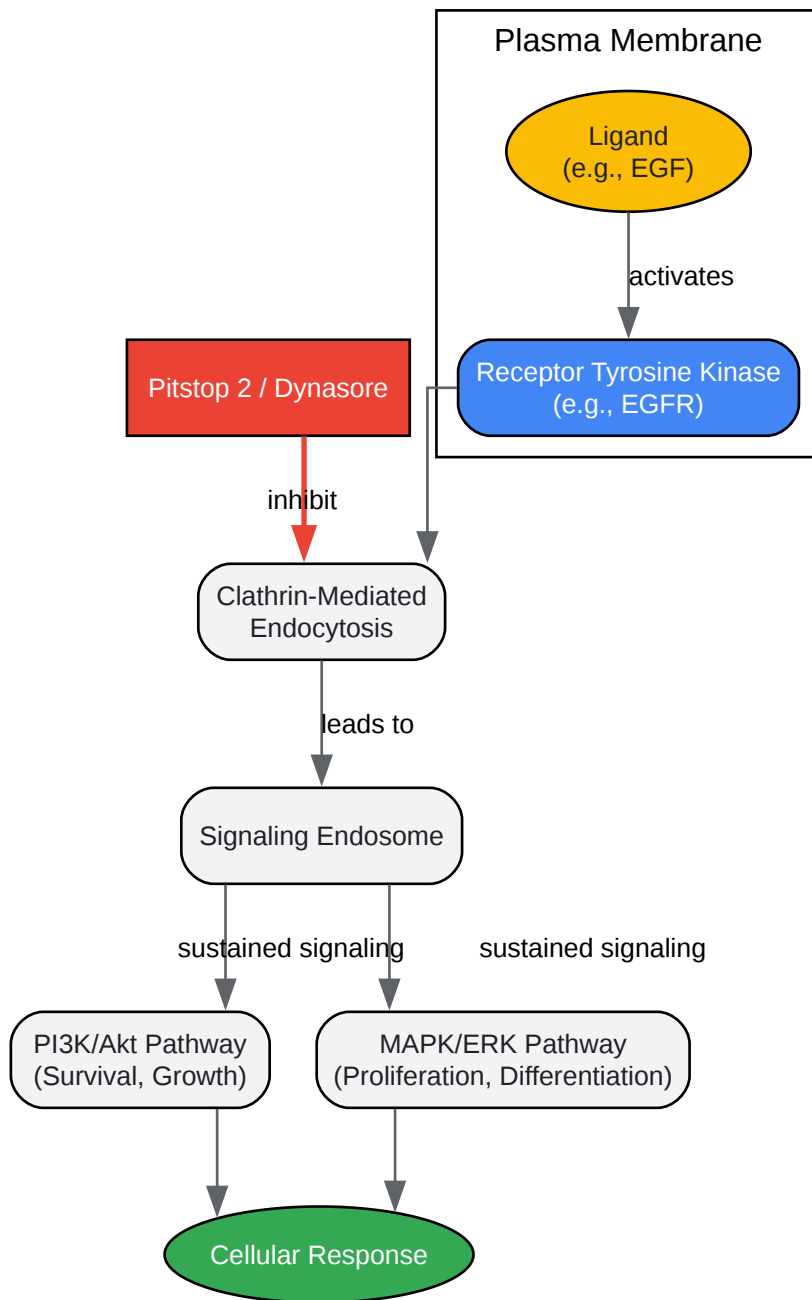 Plasma Membrane
Ligand
(e.g., EGF)
activates
Pitstop 2 / Dynasore
Receptor Tyrosine Kinase
(e.g., EGFR)
inhibit
Clathrin-Mediated
Endocytosis
leads to
Signaling Endosome
sustained signaling
sustained signaling
PI3K/Akt Pathway
(Survival, Growth)
MAPK/ERK Pathway
(Proliferation, Differentiation)
Cellular Response